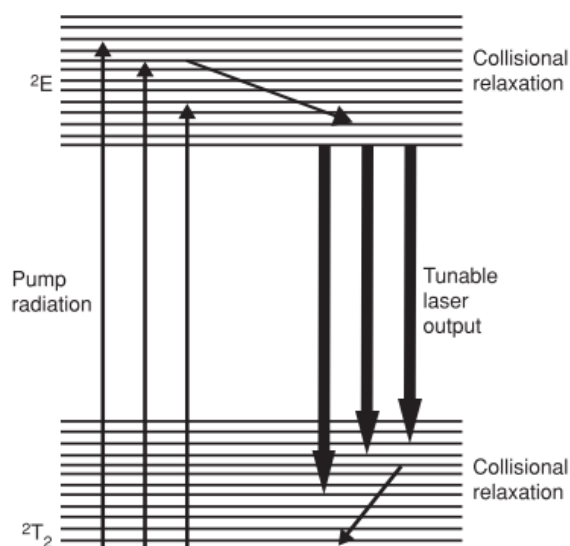 Collisional
relaxation
²E
Pump
radiation
Tunable
laser
output
Collisional
relaxation
²T₂